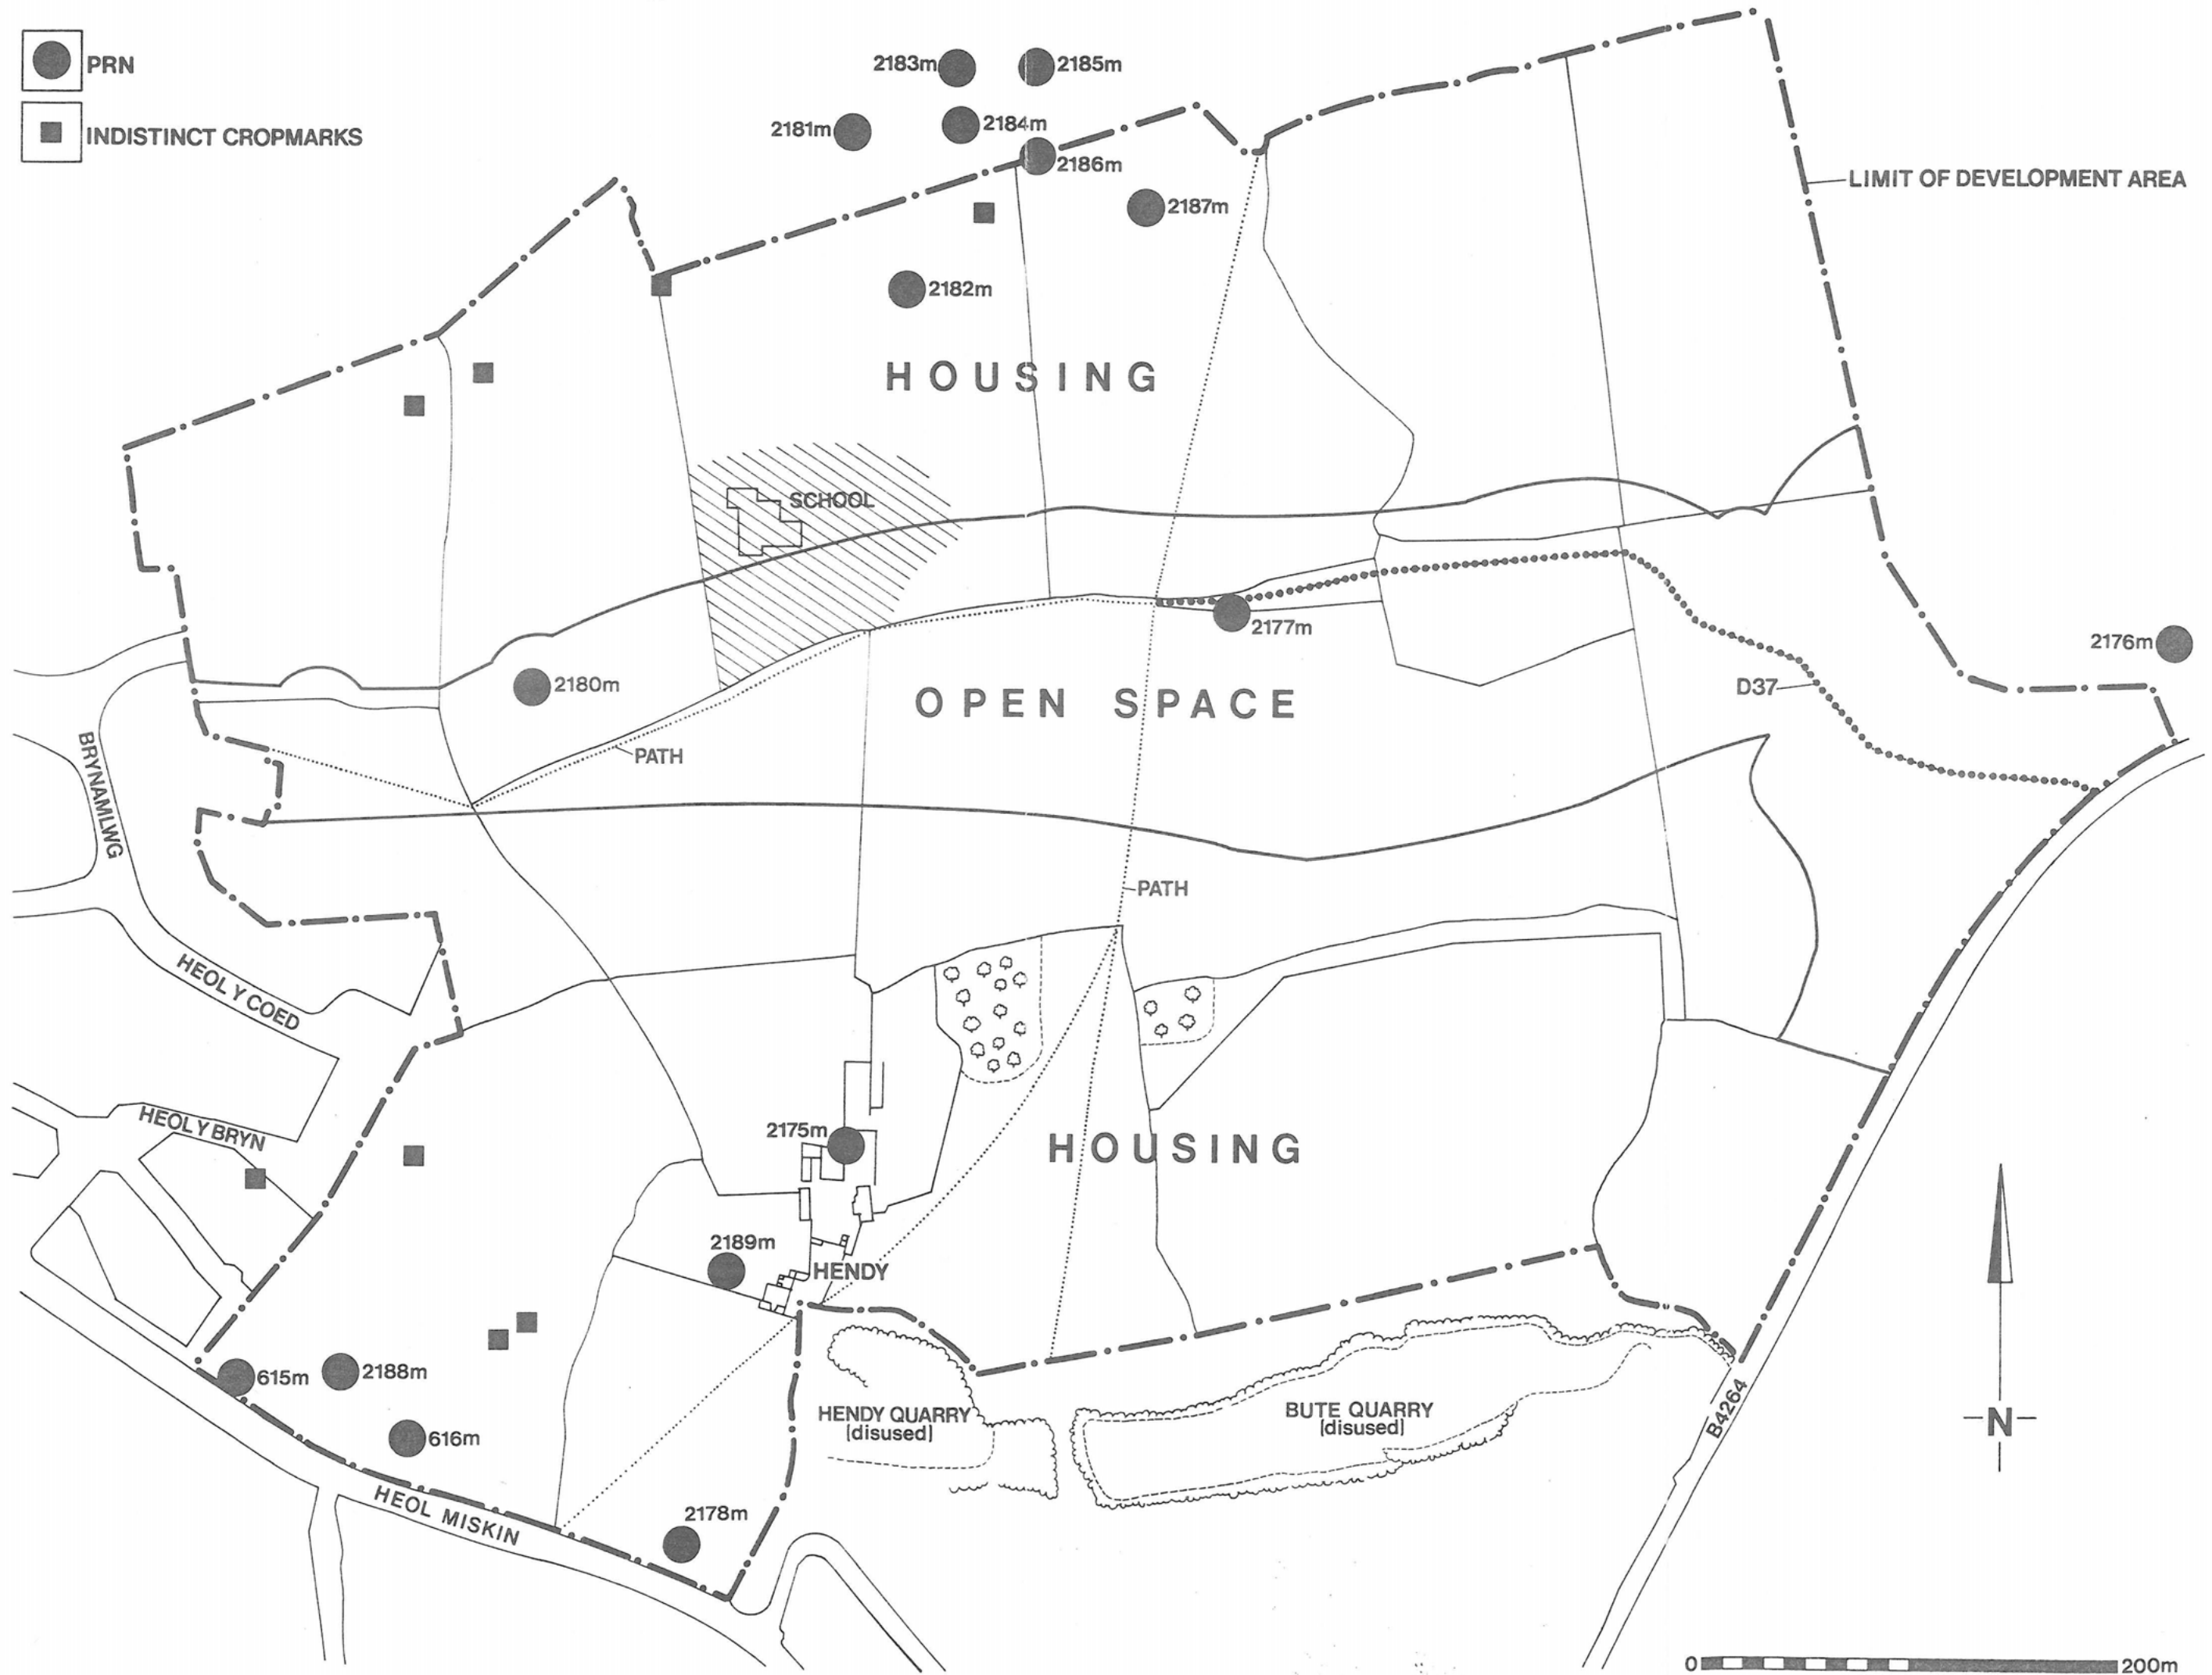 PRN
INDISTINCT CROPMARKS
2183m
2185m
2181m
2184m
2186m
2187m
LIMIT OF DEVELOPMENT AREA
2182m
HOUSING
SCHOOL
2177m
2176m
2180m
D37
OPEN SPACE
PATH
BRYNAMLWG
PATH
HEOL Y COED
HEOL Y BRYN
2175m
HOUSING
2189m
HENDY
615m
2188m
616m
HENDY QUARRY
(disused)
BUTE QUARRY
(disused)
B4264
N
HEOL MISKIN
2178m
0 200m